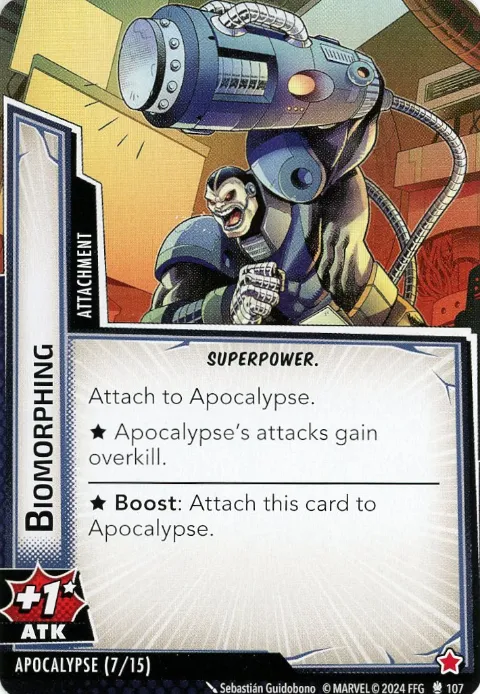 ATTACHMENT
BIOMORPHING
SUPERPOWER.
Attach to Apocalypse.
★ Apocalypse's attacks gain
overkill.
★ Boost: Attach this card to
Apocalypse.
+1★
ATK
APOCALYPSE (7/15)
Sebastián Guidobono © MARVEL © 2024 FFG 107